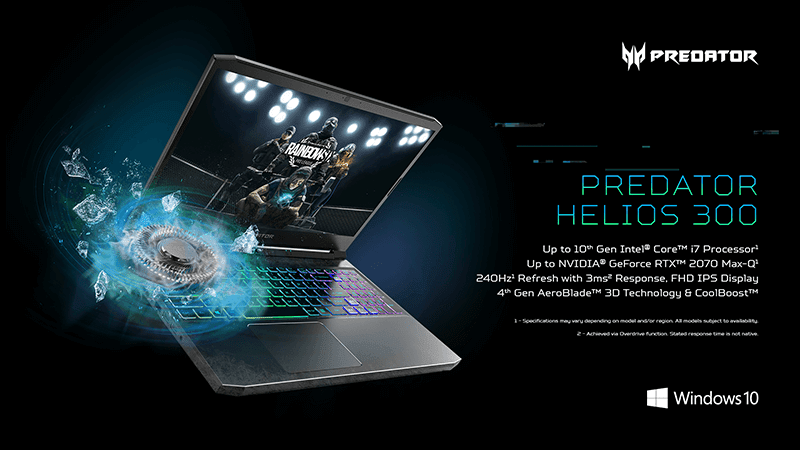 PREDATOR
PREDATOR
HELIOS 300
Up to 10th Gen Intel® Core™ i7 Processor¹
Up to NVIDIA® GeForce RTX™ 2070 Max-Q¹
240Hz¹ Refresh with 3ms² Response, FHD IPS Display
4th Gen AeroBlade™ 3D Technology & CoolBoost™
1 - Specifications may vary depending on model and/or region. All models subject to availability.
2 - Achieved via Overdrive function. Stated response time is not native.
Windows 10
RAINBOW
PREDATOR